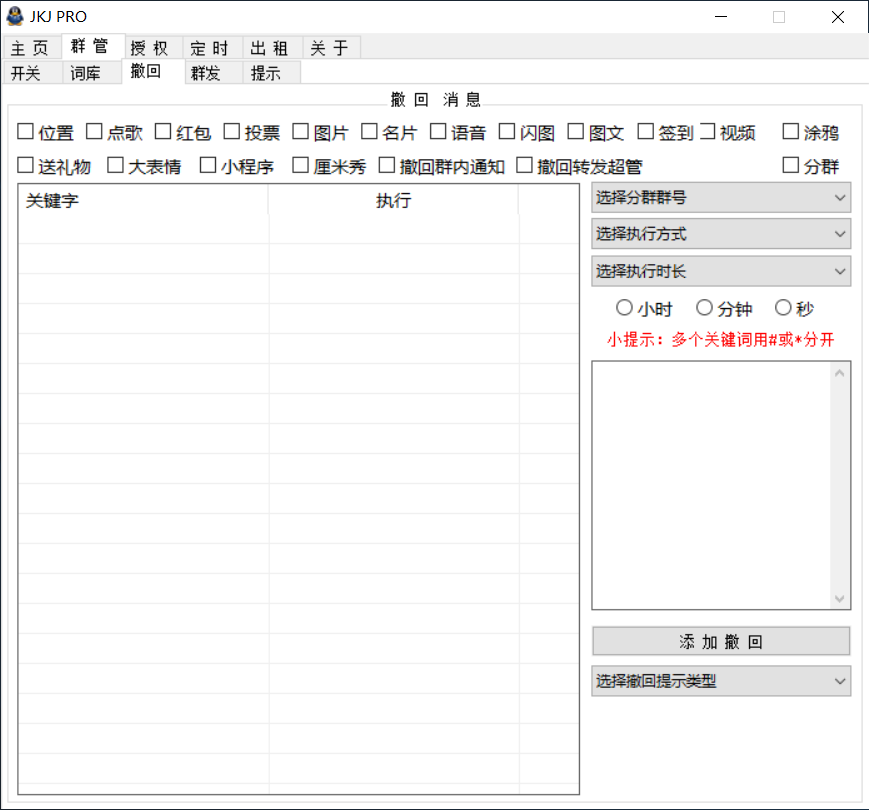 JKJ PRO
主页 群管 授权 定时 出租 关于
开关 词库 撤回 群发 提示
撤回 消息
位置 点歌 红包 投票 图片 名片 语音 闪图 图文 签到 视频 涂鸦
送礼物 大表情 小程序 厘米秀 撤回群内通知 撤回转发超管 分群
关键字 执行
选择分群群号
选择执行方式
选择执行时长
小时 分钟 秒
小提示：多个关键词用#或*分开
添加撤回
选择撤回提示类型